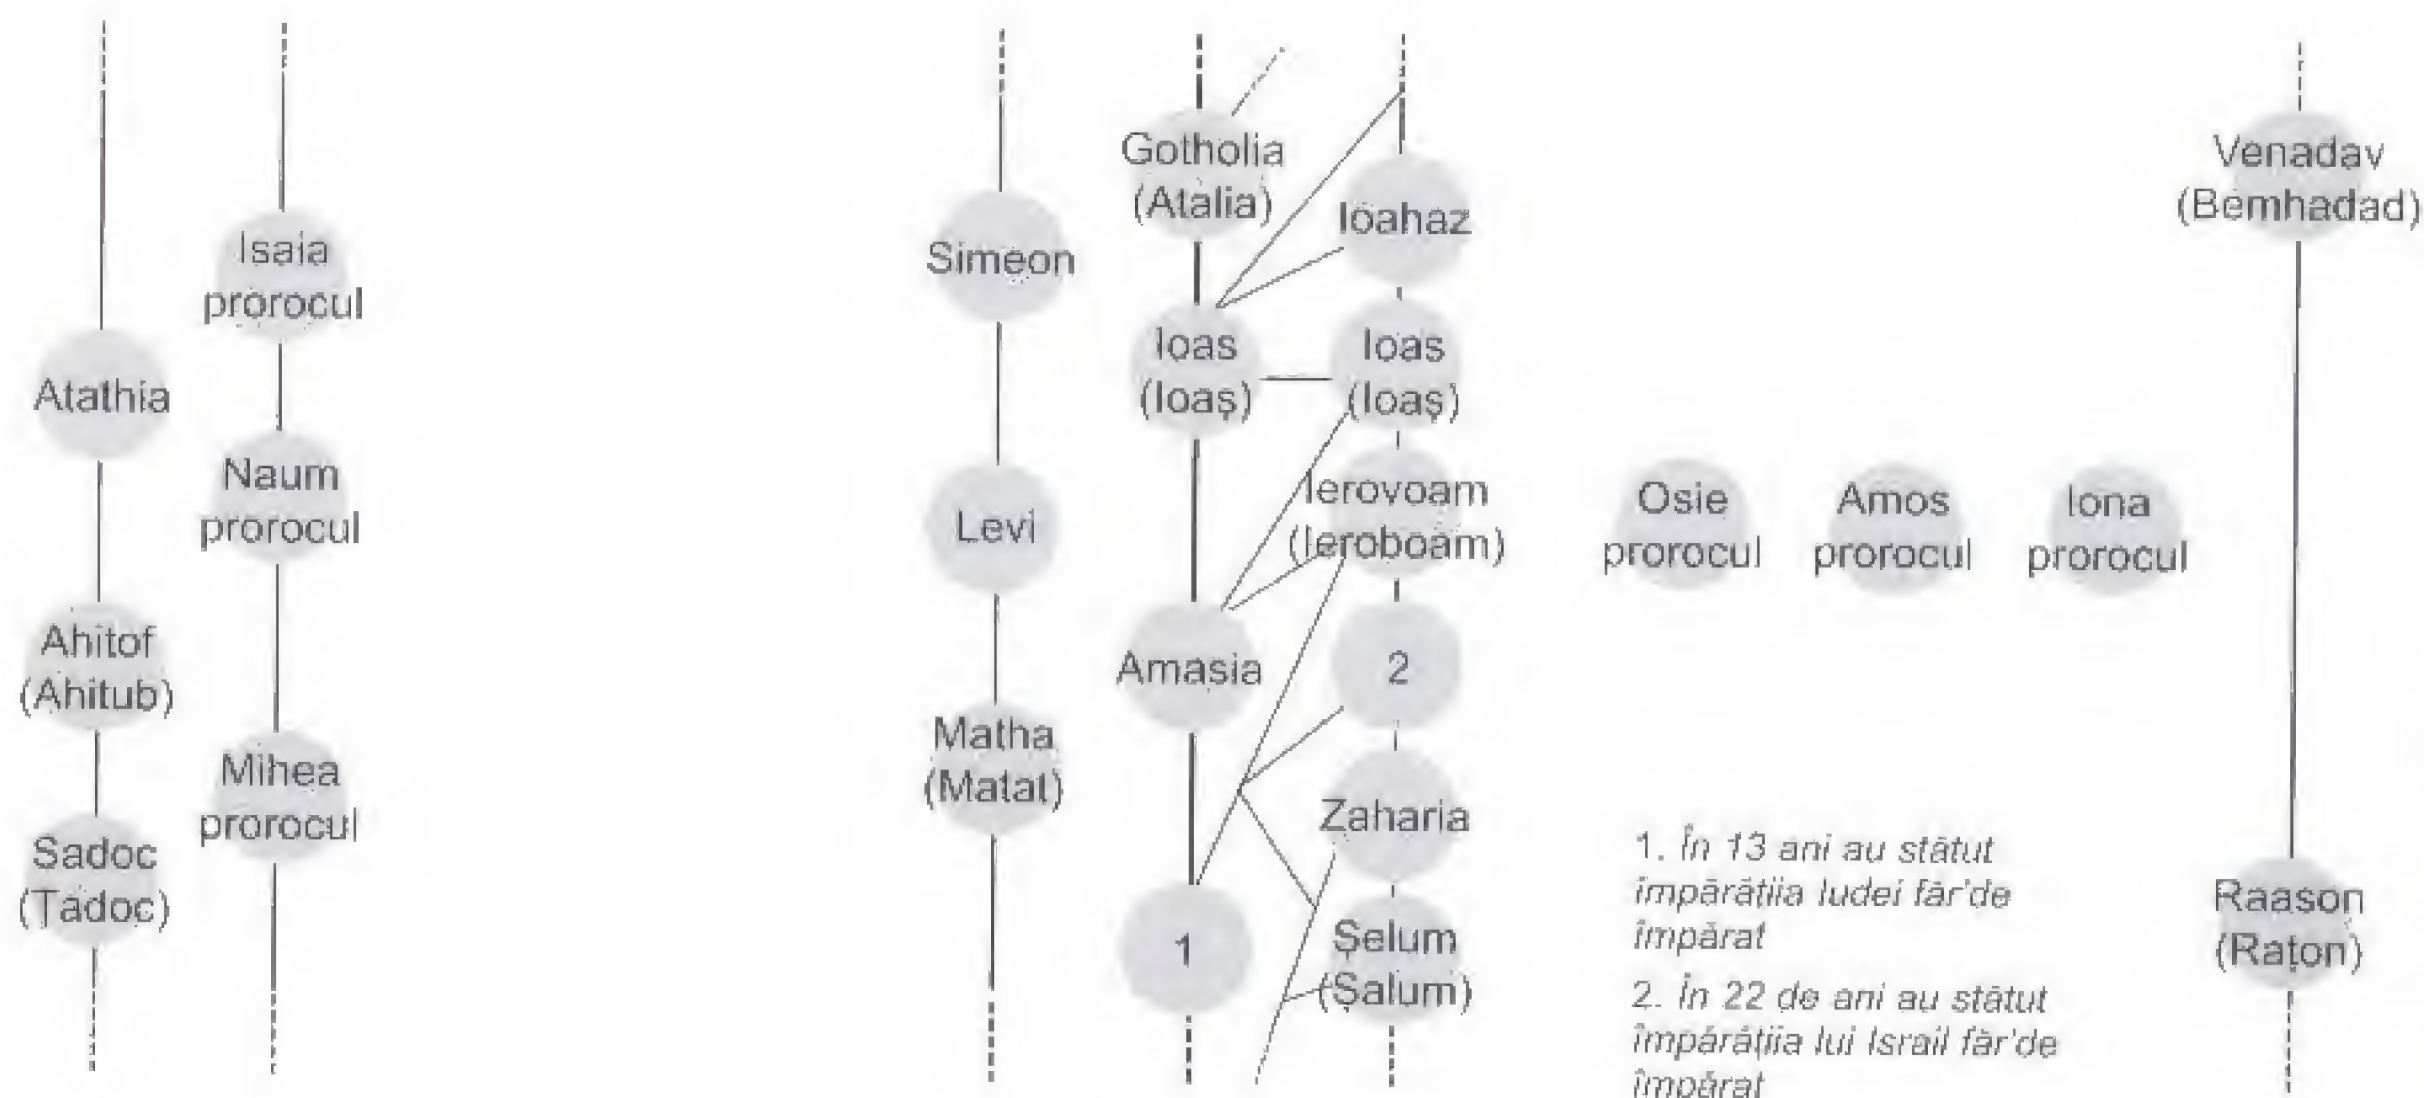 Atathia
Ahitof
(Ahitub)
Sadoc
(Țadoc)
Isaia
prorocul
Naum
prorocul
Mihea
prorocul
Simeon
Levi
Matha
(Matat)
Gotholia
(Atalia)
Ioas
(Ioaș)
Amasia
1
Ioahaz
Ioas
(Ioaș)
Ierovoam
(Ieroboam)
2
Zaharia
Șelum
(Șalum)
Osie
prorocul
Amos
prorocul
Iona
prorocul
1. În 13 ani au stătut
împărățiia Iudei făr'de
împărat
2. În 22 de ani au stătut
împărățiia lui Israil făr'de
împărat
Venadav
(Bemhadad)
Raason
(Rațon)